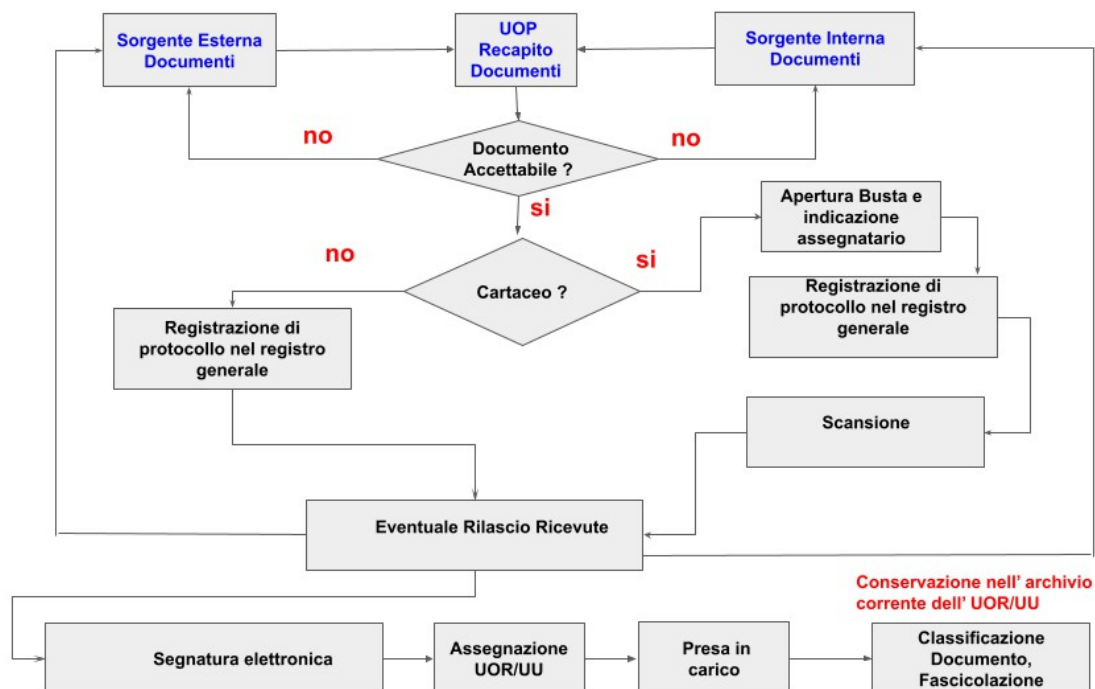 Sorgente Esterna
Documenti
UOP
Recapito
Documenti
Sorgente Interna
Documenti
no
no
Documento
Accettabile ?
si
Apertura Busta e
indicazione
assegnatario
no
si
Cartaceo ?
Registrazione di
protocollo nel registro
generale
Registrazione di
protocollo nel registro
generale
Scansione
Eventuale Rilascio Ricevute
Conservazione nell' archivio
corrente dell' UOR/UU
Segnatura elettronica
Assegnazione
UOR/UU
Presa in
carico
Classificazione
Documento,
Fascicolazione